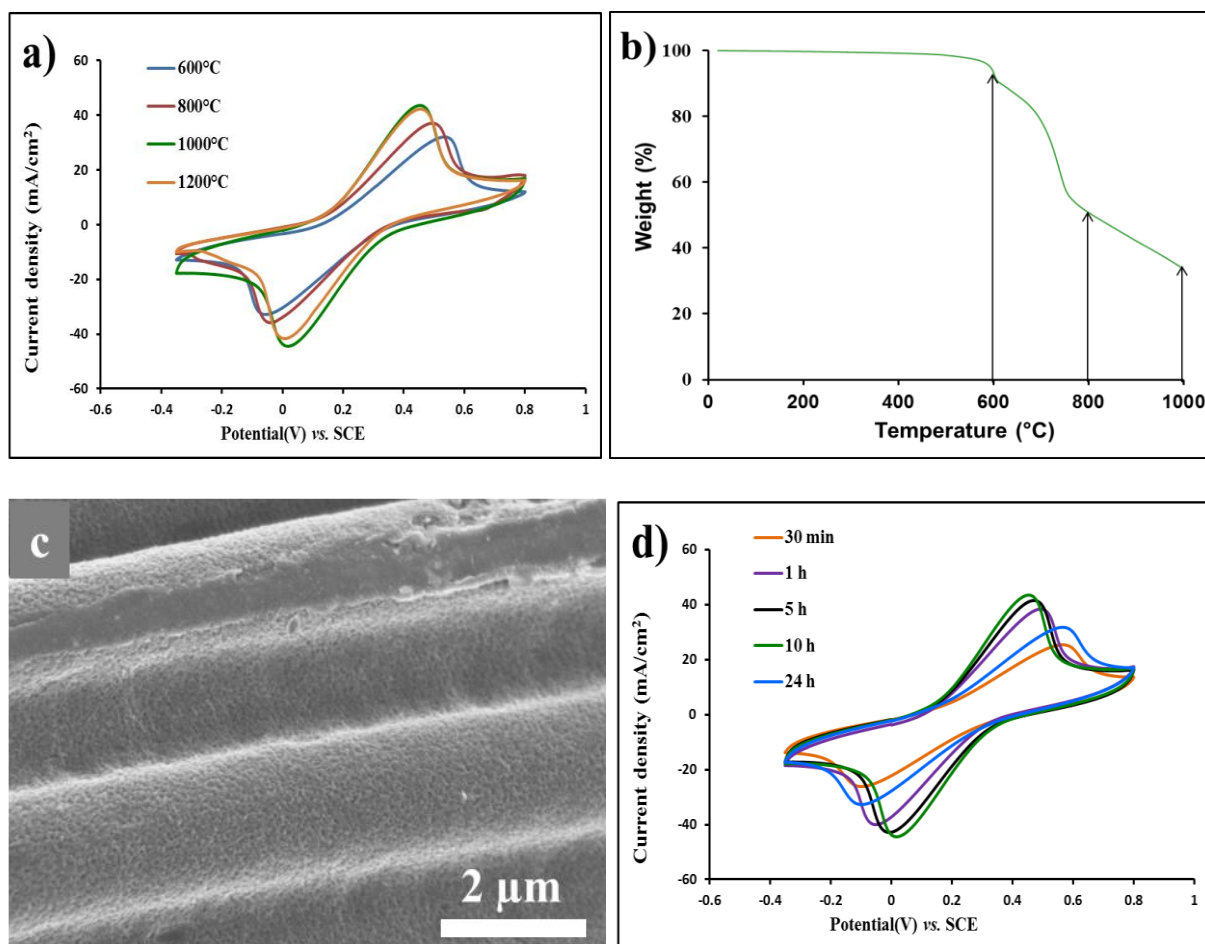 a)
60
40
20
0
-20
-40
-60
600°C
800°C
1000°C
1200°C
-0.6
-0.4
-0.2
0
0.2
0.4
0.6
0.8
1
Current density (mA/cm²)
Potential(V) vs. SCE
b)
100
80
60
40
20
0
0
200
400
600
800
1000
Weight (%)
Temperature (°C)
c
2 µm
d)
60
40
20
0
-20
-40
-60
30 min
1 h
5 h
10 h
24 h
-0.6
-0.4
-0.2
0
0.2
0.4
0.6
0.8
1
Current density (mA/cm²)
Potential(V) vs. SCE